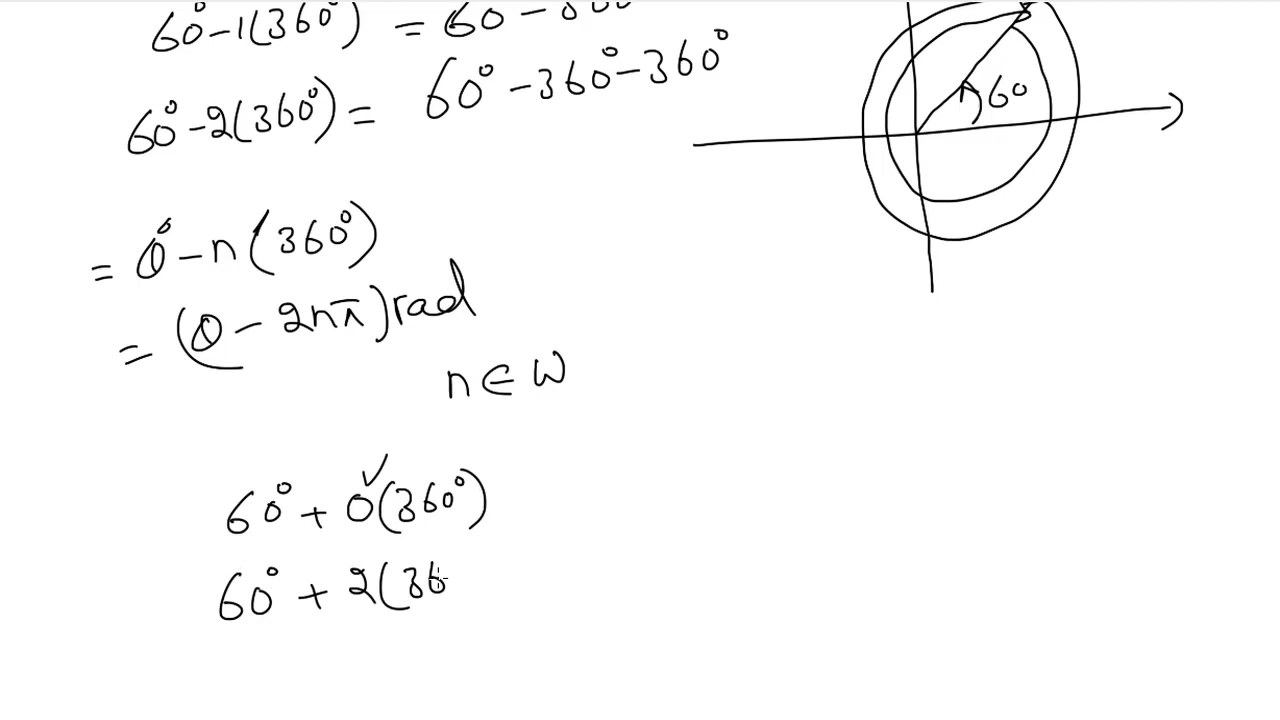 60° - 1(360°) = 60 -
60° - 2(360°) = 60° - 360° - 360°
60
= θ° - n(360°)
= (θ - 2nπ) rad
n ∈ W
60° + 0(360°)
60° + 2(36